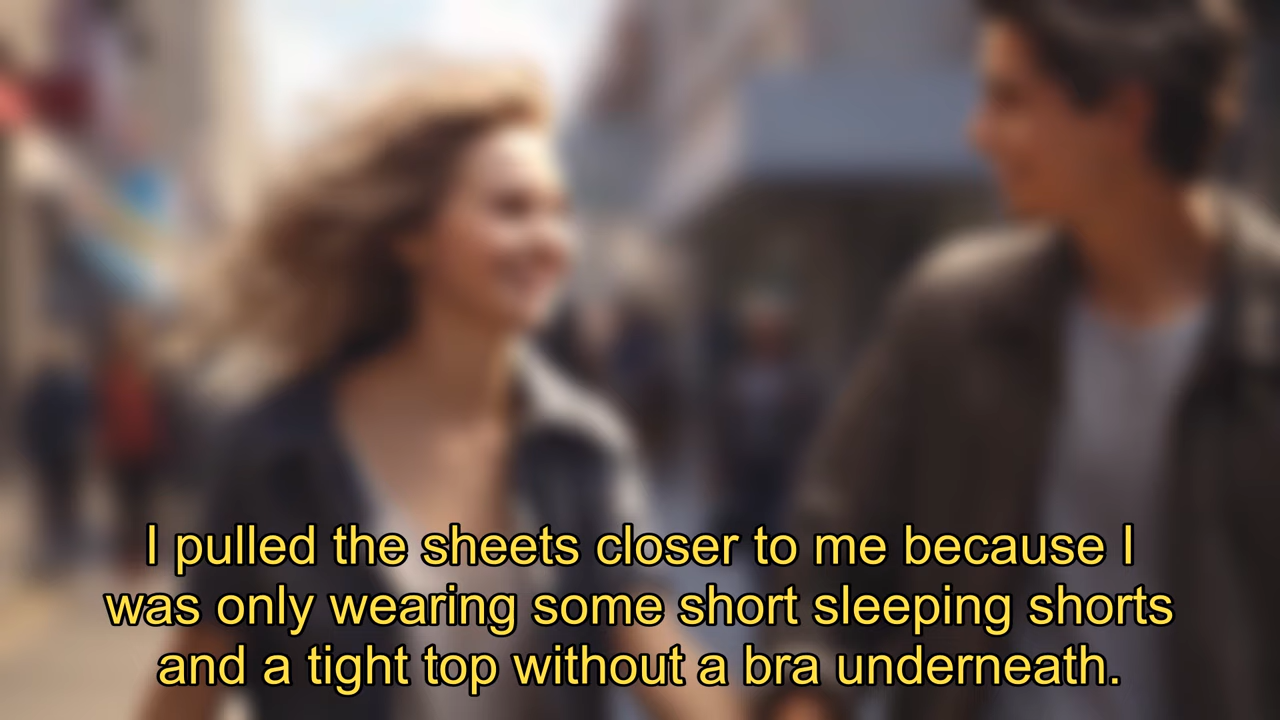 I pulled the sheets closer to me because I
was only wearing some short sleeping shorts
and a tight top without a bra underneath.